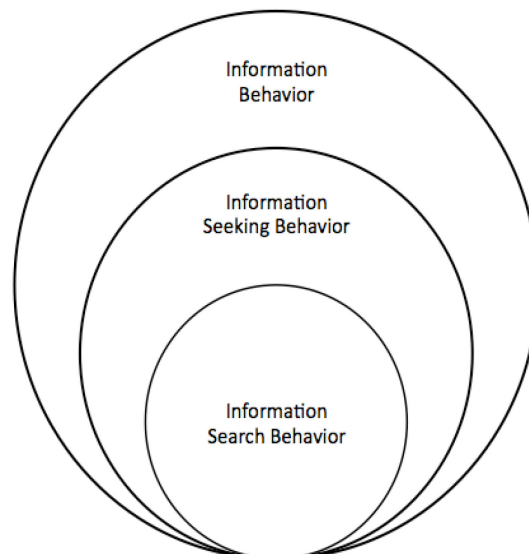 Information
Behavior
Information
Seeking Behavior
Information
Search Behavior